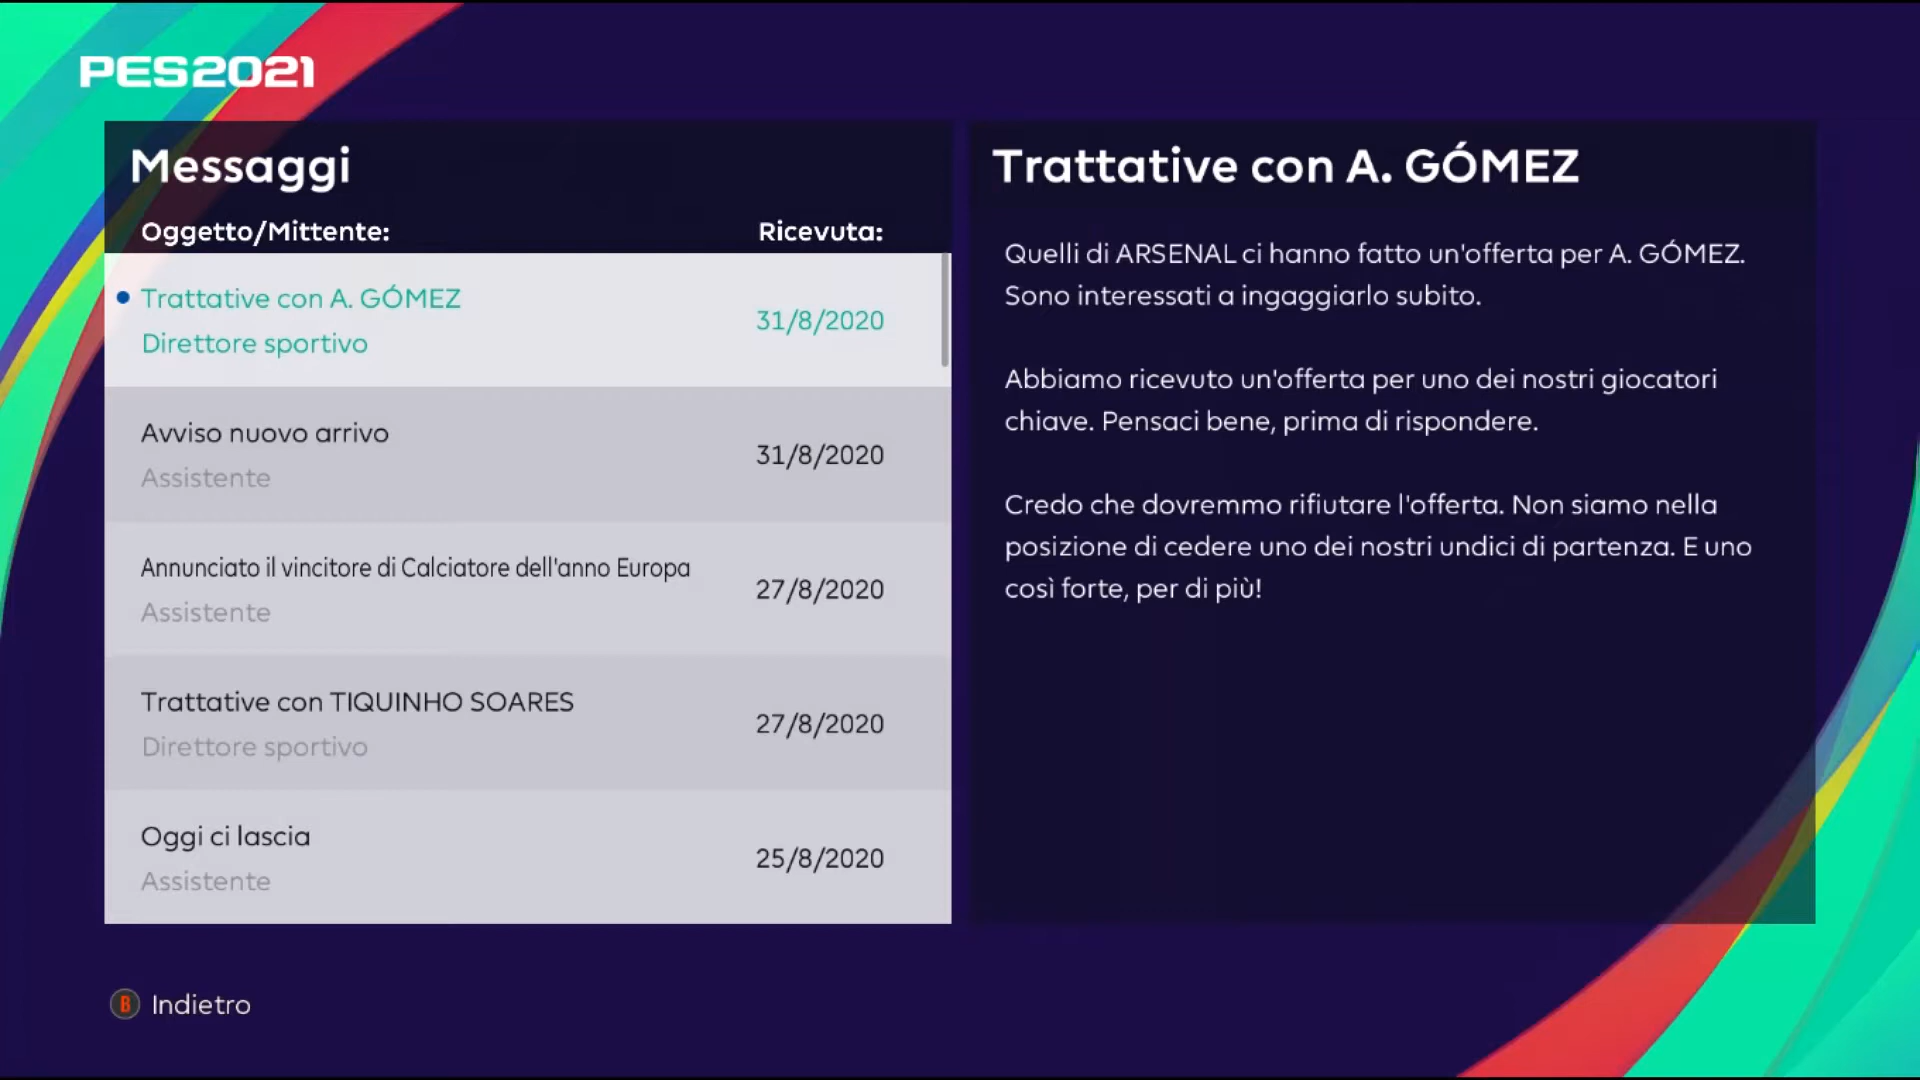 PES2021
Messaggi
Oggetto/Mittente:
Ricevuta:
Trattative con A. GÓMEZ
Direttore sportivo
31/8/2020
Avviso nuovo arrivo
Assistente
31/8/2020
Annunciato il vincitore di Calciatore dell'anno Europa
Assistente
27/8/2020
Trattative con TIQUINHO SOARES
Direttore sportivo
27/8/2020
Oggi ci lascia
Assistente
25/8/2020
Trattative con A. GÓMEZ
Quelli di ARSENAL ci hanno fatto un'offerta per A. GÓMEZ.
Sono interessati a ingaggiarlo subito.
Abbiamo ricevuto un'offerta per uno dei nostri giocatori
chiave. Pensaci bene, prima di rispondere.
Credo che dovremmo rifiutare l'offerta. Non siamo nella
posizione di cedere uno dei nostri undici di partenza. E uno
così forte, per di più!
B Indietro